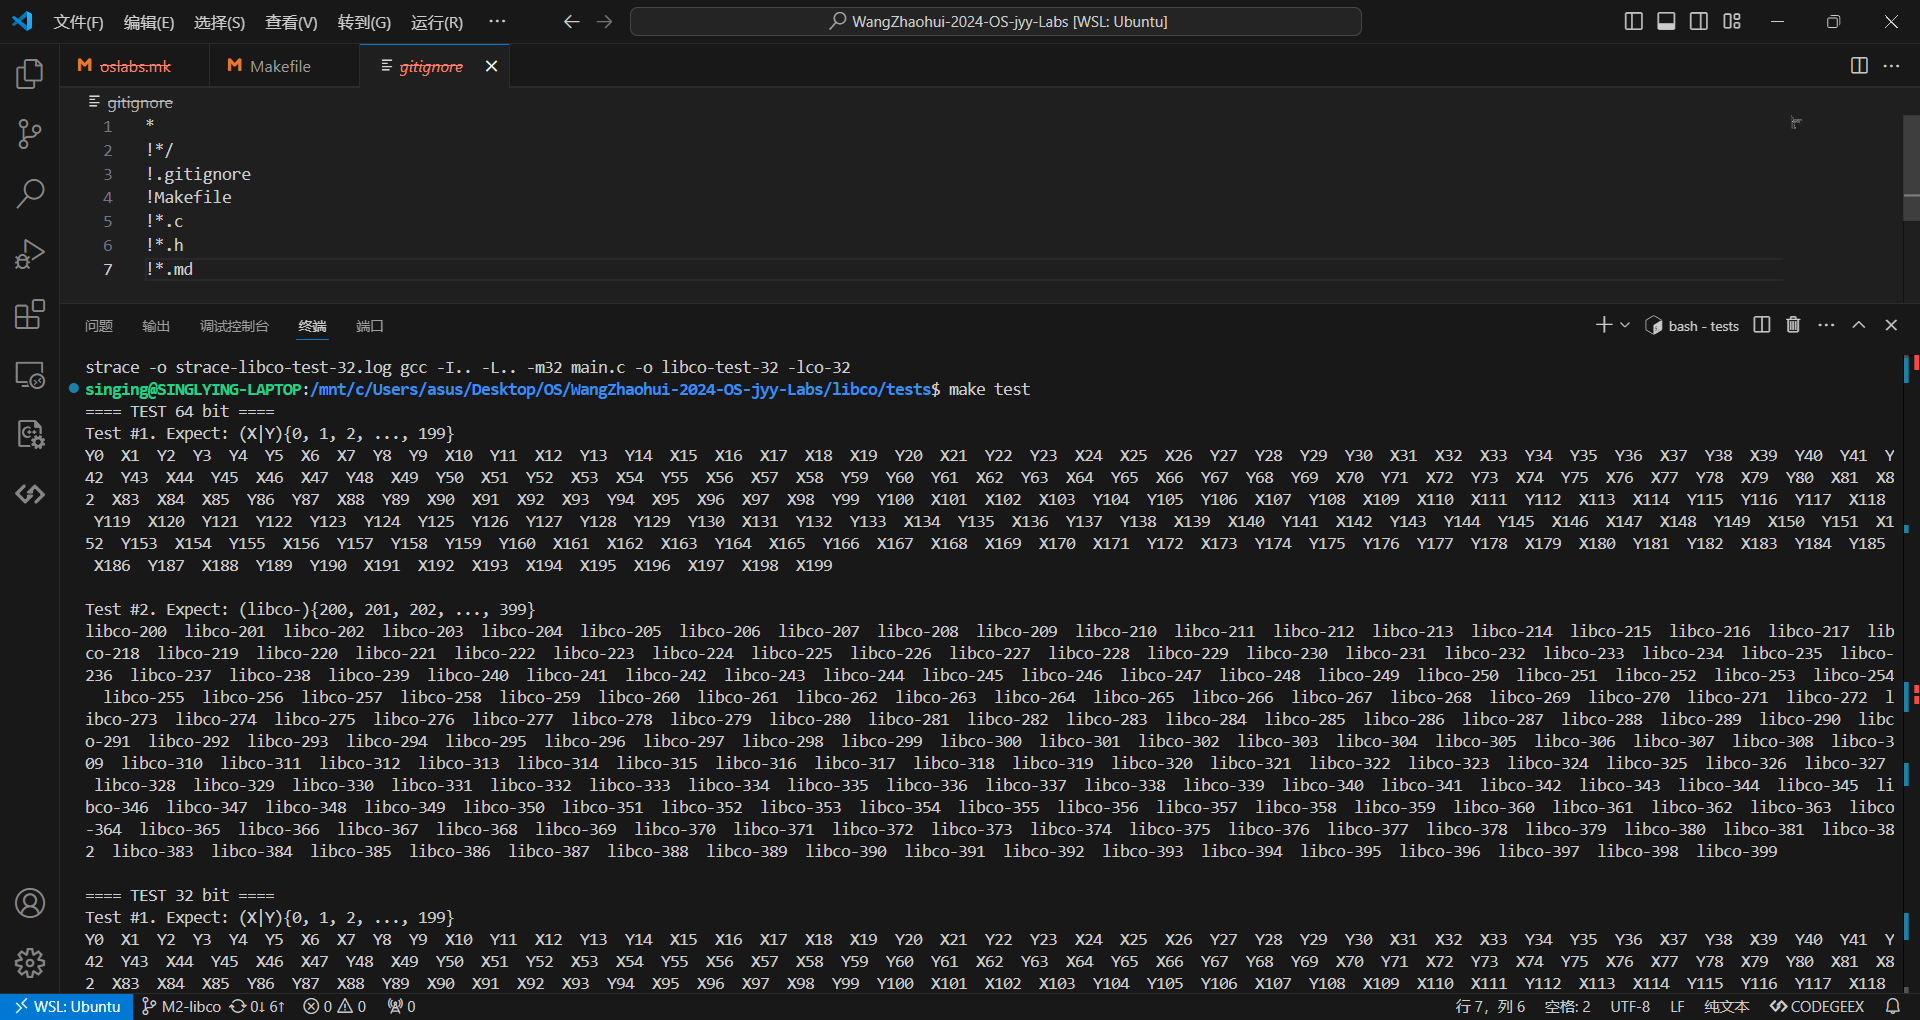 文件(F) 编辑(E) 选择(S) 查看(V) 转到(G) 运行(R) ··· WangZhaohui-2024-OS-jyy-Labs [WSL: Ubuntu]
oslabs.mk Makefile gitignore
gitignore
1 *
2 !*/
3 !.gitignore
4 !Makefile
5 !*.c
6 !*.h
7 !*.md
问题 输出 调试控制台 终端 端口 bash - tests
strace -o strace-libco-test-32.log gcc -I.. -L.. -m32 main.c -o libco-test-32 -lco-32
singing@SINGLYING-LAPTOP:/mnt/c/Users/asus/Desktop/OS/WangZhaohui-2024-OS-jyy-Labs/libco/tests$ make test
==== TEST 64 bit ====
Test #1. Expect: (X|Y){0, 1, 2, ..., 199}
Y0 X1 Y2 Y3 Y4 Y5 X6 X7 Y8 Y9 X10 Y11 X12 Y13 Y14 X15 X16 X17 X18 X19 Y20 X21 Y22 Y23 X24 X25 X26 Y27 Y28 Y29 Y30 X31 X32 X33 Y34 Y35 Y36 X37 Y38 X39 Y40 Y41 Y
42 Y43 X44 Y45 X46 X47 Y48 X49 Y50 X51 Y52 X53 X54 Y55 X56 X57 X58 Y59 Y60 Y61 X62 Y63 X64 Y65 X66 Y67 Y68 Y69 X70 Y71 X72 Y73 X74 Y75 X76 X77 Y78 X79 Y80 X81 X8
2 X83 X84 X85 Y86 Y87 X88 Y89 X90 X91 X92 X93 Y94 X95 X96 X97 X98 Y99 Y100 X101 X102 X103 Y104 Y105 Y106 X107 Y108 X109 X110 X111 Y112 X113 X114 Y115 Y116 Y117 X118
Y119 X120 Y121 Y122 Y123 Y124 Y125 Y126 Y127 Y128 Y129 Y130 X131 Y132 Y133 X134 Y135 X136 Y137 Y138 X139 X140 Y141 X142 Y143 Y144 Y145 X146 X147 X148 Y149 X150 Y151 X1
52 Y153 X154 Y155 X156 Y157 Y158 Y159 Y160 X161 X162 X163 Y164 X165 Y166 X167 X168 X169 X170 X171 Y172 X173 Y174 Y175 Y176 Y177 Y178 X179 X180 Y181 Y182 X183 Y184 Y185
X186 Y187 X188 Y189 Y190 X191 X192 X193 X194 X195 X196 X197 X198 X199
Test #2. Expect: (libco-){200, 201, 202, ..., 399}
libco-200 libco-201 libco-202 libco-203 libco-204 libco-205 libco-206 libco-207 libco-208 libco-209 libco-210 libco-211 libco-212 libco-213 libco-214 libco-215 libco-216 libco-217 lib
co-218 libco-219 libco-220 libco-221 libco-222 libco-223 libco-224 libco-225 libco-226 libco-227 libco-228 libco-229 libco-230 libco-231 libco-232 libco-233 libco-234 libco-235 libco-
236 libco-237 libco-238 libco-239 libco-240 libco-241 libco-242 libco-243 libco-244 libco-245 libco-246 libco-247 libco-248 libco-249 libco-250 libco-251 libco-252 libco-253 libco-254
libco-255 libco-256 libco-257 libco-258 libco-259 libco-260 libco-261 libco-262 libco-263 libco-264 libco-265 libco-266 libco-267 libco-268 libco-269 libco-270 libco-271 libco-272 l
ibco-273 libco-274 libco-275 libco-276 libco-277 libco-278 libco-279 libco-280 libco-281 libco-282 libco-283 libco-284 libco-285 libco-286 libco-287 libco-288 libco-289 libco-290 libc
o-291 libco-292 libco-293 libco-294 libco-295 libco-296 libco-297 libco-298 libco-299 libco-300 libco-301 libco-302 libco-303 libco-304 libco-305 libco-306 libco-307 libco-308 libco-3
09 libco-310 libco-311 libco-312 libco-313 libco-314 libco-315 libco-316 libco-317 libco-318 libco-319 libco-320 libco-321 libco-322 libco-323 libco-324 libco-325 libco-326 libco-327
libco-328 libco-329 libco-330 libco-331 libco-332 libco-333 libco-334 libco-335 libco-336 libco-337 libco-338 libco-339 libco-340 libco-341 libco-342 libco-343 libco-344 libco-345 li
bco-346 libco-347 libco-348 libco-349 libco-350 libco-351 libco-352 libco-353 libco-354 libco-355 libco-356 libco-357 libco-358 libco-359 libco-360 libco-361 libco-362 libco-363 libco
-364 libco-365 libco-366 libco-367 libco-368 libco-369 libco-370 libco-371 libco-372 libco-373 libco-374 libco-375 libco-376 libco-377 libco-378 libco-379 libco-380 libco-381 libco-38
2 libco-383 libco-384 libco-385 libco-386 libco-387 libco-388 libco-389 libco-390 libco-391 libco-392 libco-393 libco-394 libco-395 libco-396 libco-397 libco-398 libco-399
==== TEST 32 bit ====
Test #1. Expect: (X|Y){0, 1, 2, ..., 199}
Y0 X1 Y2 Y3 Y4 Y5 X6 X7 Y8 Y9 X10 Y11 X12 Y13 Y14 X15 X16 X17 X18 X19 Y20 X21 Y22 Y23 X24 X25 X26 Y27 Y28 Y29 Y30 X31 X32 X33 Y34 Y35 Y36 X37 Y38 X39 Y40 Y41 Y
42 Y43 X44 Y45 X46 X47 Y48 X49 Y50 X51 Y52 X53 X54 Y55 X56 X57 X58 Y59 Y60 Y61 X62 Y63 X64 Y65 X66 Y67 Y68 Y69 X70 Y71 X72 Y73 X74 Y75 X76 X77 Y78 X79 Y80 X81 X8
2 X83 X84 X85 Y86 Y87 X88 Y89 X90 X91 X92 X93 Y94 X95 X96 X97 X98 Y99 Y100 X101 X102 X103 Y104 Y105 Y106 X107 Y108 X109 X110 X111 Y112 X113 X114 Y115 Y116 Y117 X118
WSL: Ubuntu M2-libco 0↓ 6↑ 0 0 0 行 7，列 6 空格: 2 UTF-8 LF 纯文本 CODEGEEX